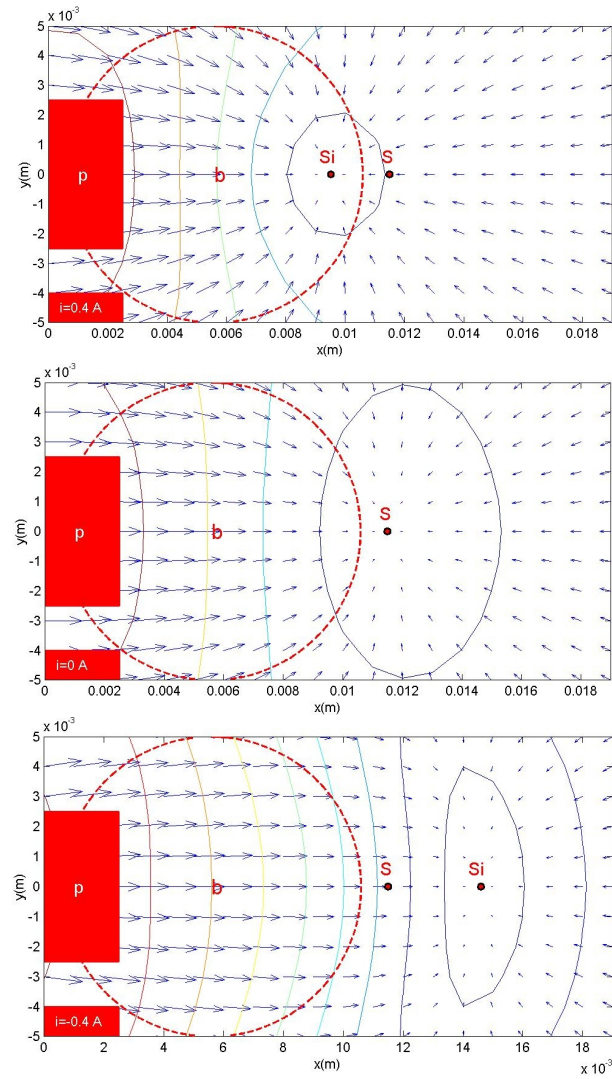 x 10⁻³
5
4
3
2
1
0
-1
-2
-3
-4
-5
y(m)
p
b
Si
S
i=0.4 A
0 0.002 0.004 0.006 0.008 0.01 0.012 0.014 0.016 0.018
x(m)
x 10⁻³
5
4
3
2
1
0
-1
-2
-3
-4
-5
y(m)
p
b
S
i=0 A
0 0.002 0.004 0.006 0.008 0.01 0.012 0.014 0.016 0.018
x(m)
x 10⁻³
5
4
3
2
1
0
-1
-2
-3
-4
-5
y(m)
p
b
S
Si
i=-0.4 A
0 2 4 6 8 10 12 14 16 18
x(m)
x 10⁻³